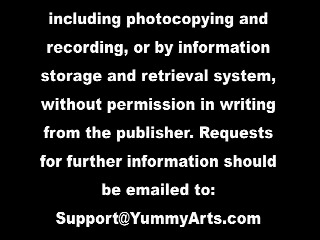 including photocopying and
recording, or by information
storage and retrieval system,
without permission in writing
from the publisher. Requests
for further information should
be emailed to:
Support@YummyArts.com